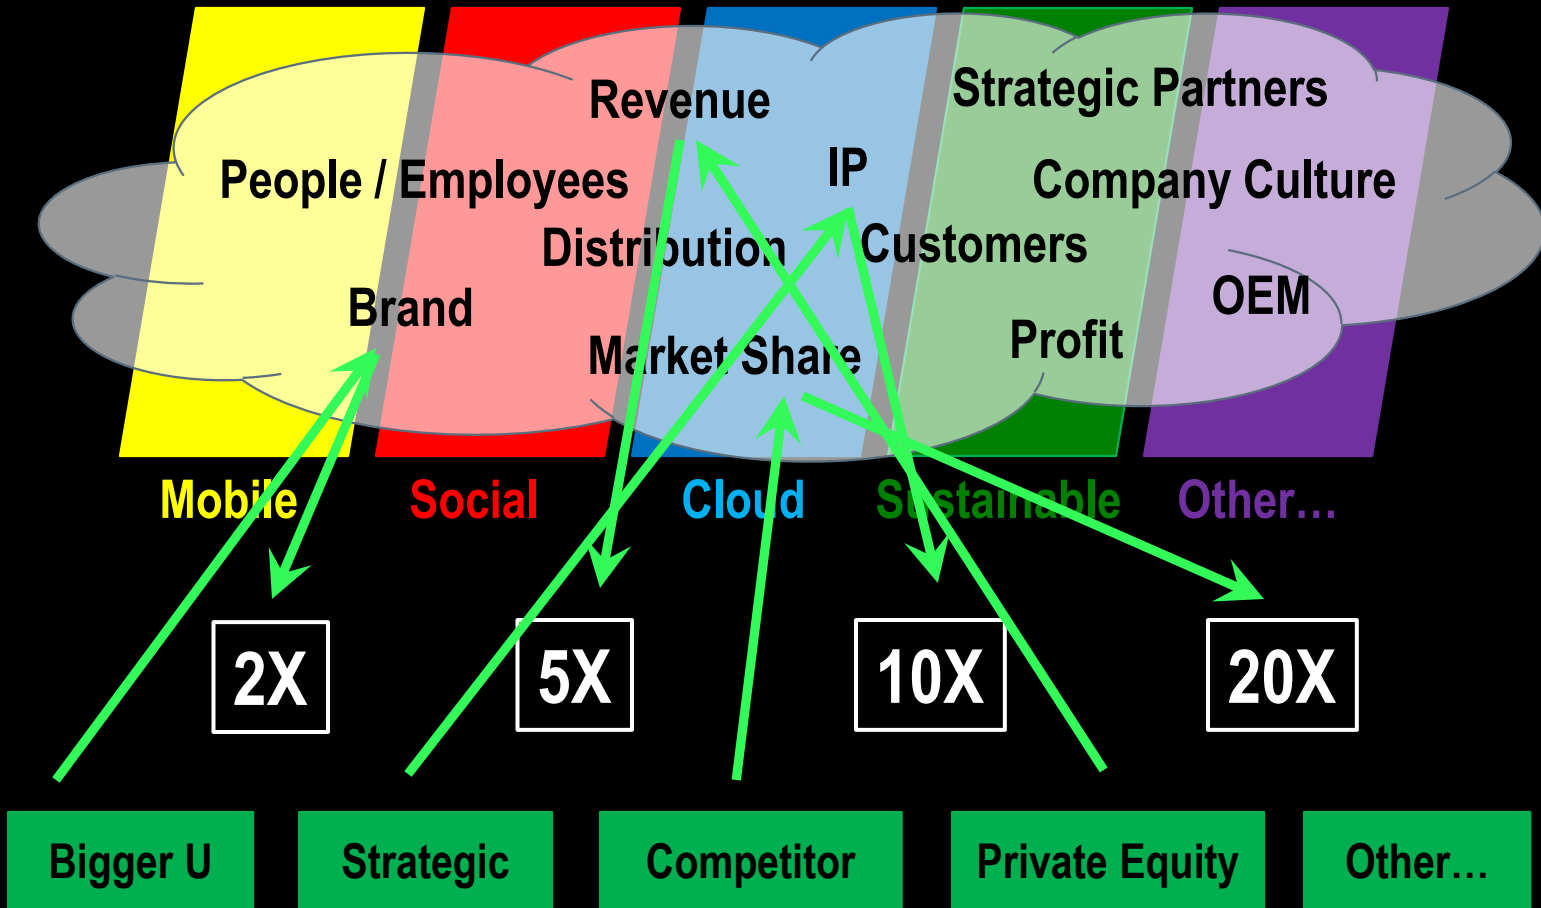 Revenue
Strategic Partners
People / Employees
IP
Company Culture
Distribution
Customers
Brand
OEM
Market Share
Profit
Mobile
Social
Cloud
Sustainable
Other…
2X
5X
10X
20X
Bigger U
Strategic
Competitor
Private Equity
Other…